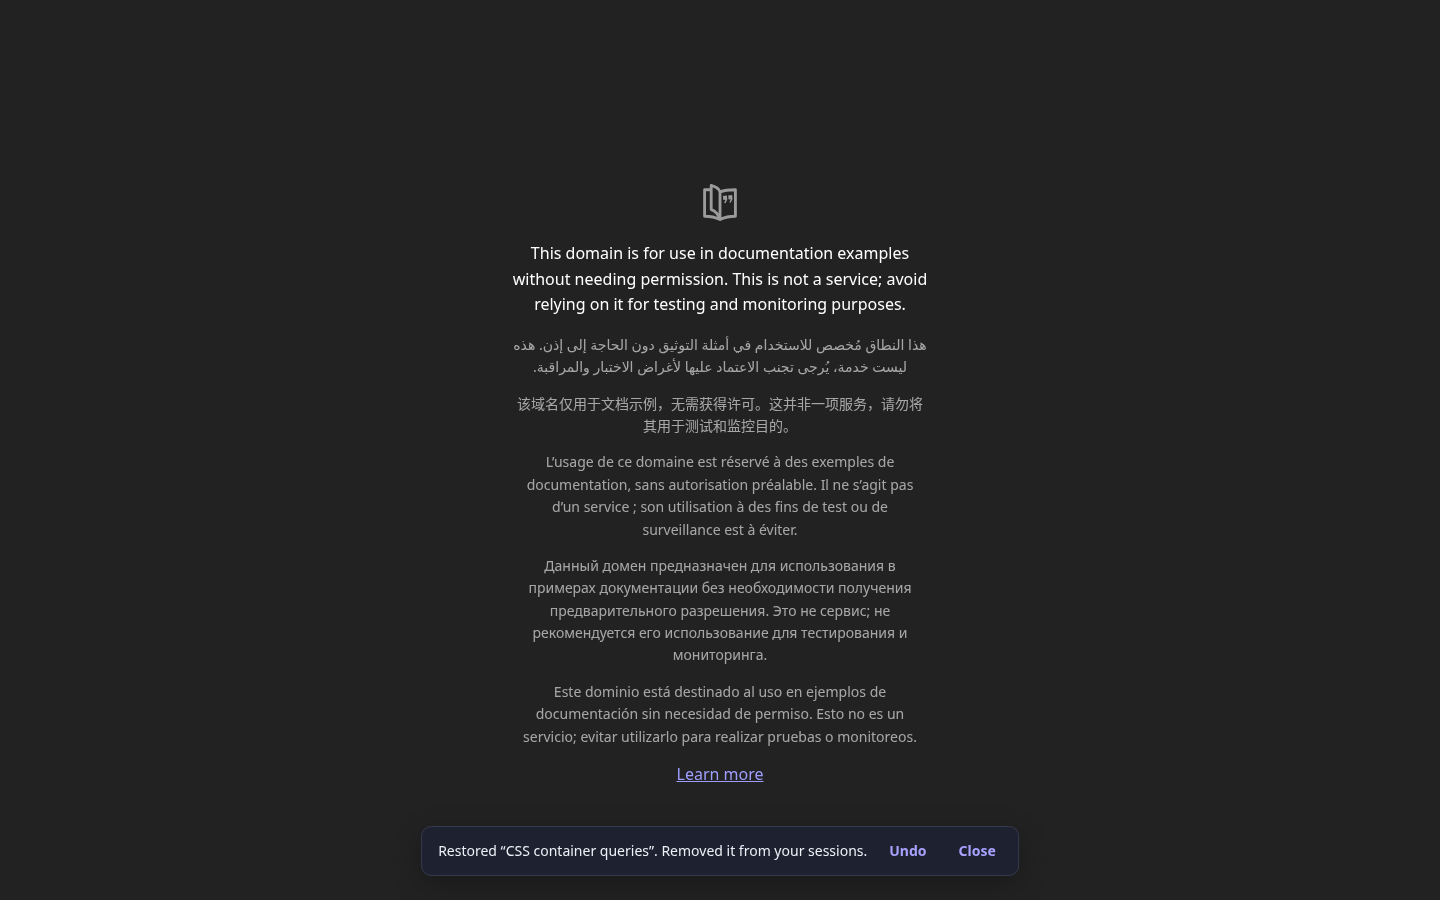 This domain is for use in documentation examples
without needing permission. This is not a service; avoid
relying on it for testing and monitoring purposes.
هذا النطاق مُخصص للاستخدام في أمثلة التوثيق دون الحاجة إلى إذن. هذه
ليست خدمة، يُرجى تجنب الاعتماد عليها لأغراض الاختبار والمراقبة.
该域名仅用于文档示例，无需获得许可。这并非一项服务，请勿将
其用于测试和监控目的。
L’usage de ce domaine est réservé à des exemples de
documentation, sans autorisation préalable. Il ne s’agit pas
d’un service ; son utilisation à des fins de test ou de
surveillance est à éviter.
Данный домен предназначен для использования в
примерах документации без необходимости получения
предварительного разрешения. Это не сервис; не
рекомендуется его использование для тестирования и
мониторинга.
Este dominio está destinado al uso en ejemplos de
documentación sin necesidad de permiso. Esto no es un
servicio; evitar utilizarlo para realizar pruebas o monitoreos.
Learn more
Restored “CSS container queries”. Removed it from your sessions. Undo Close